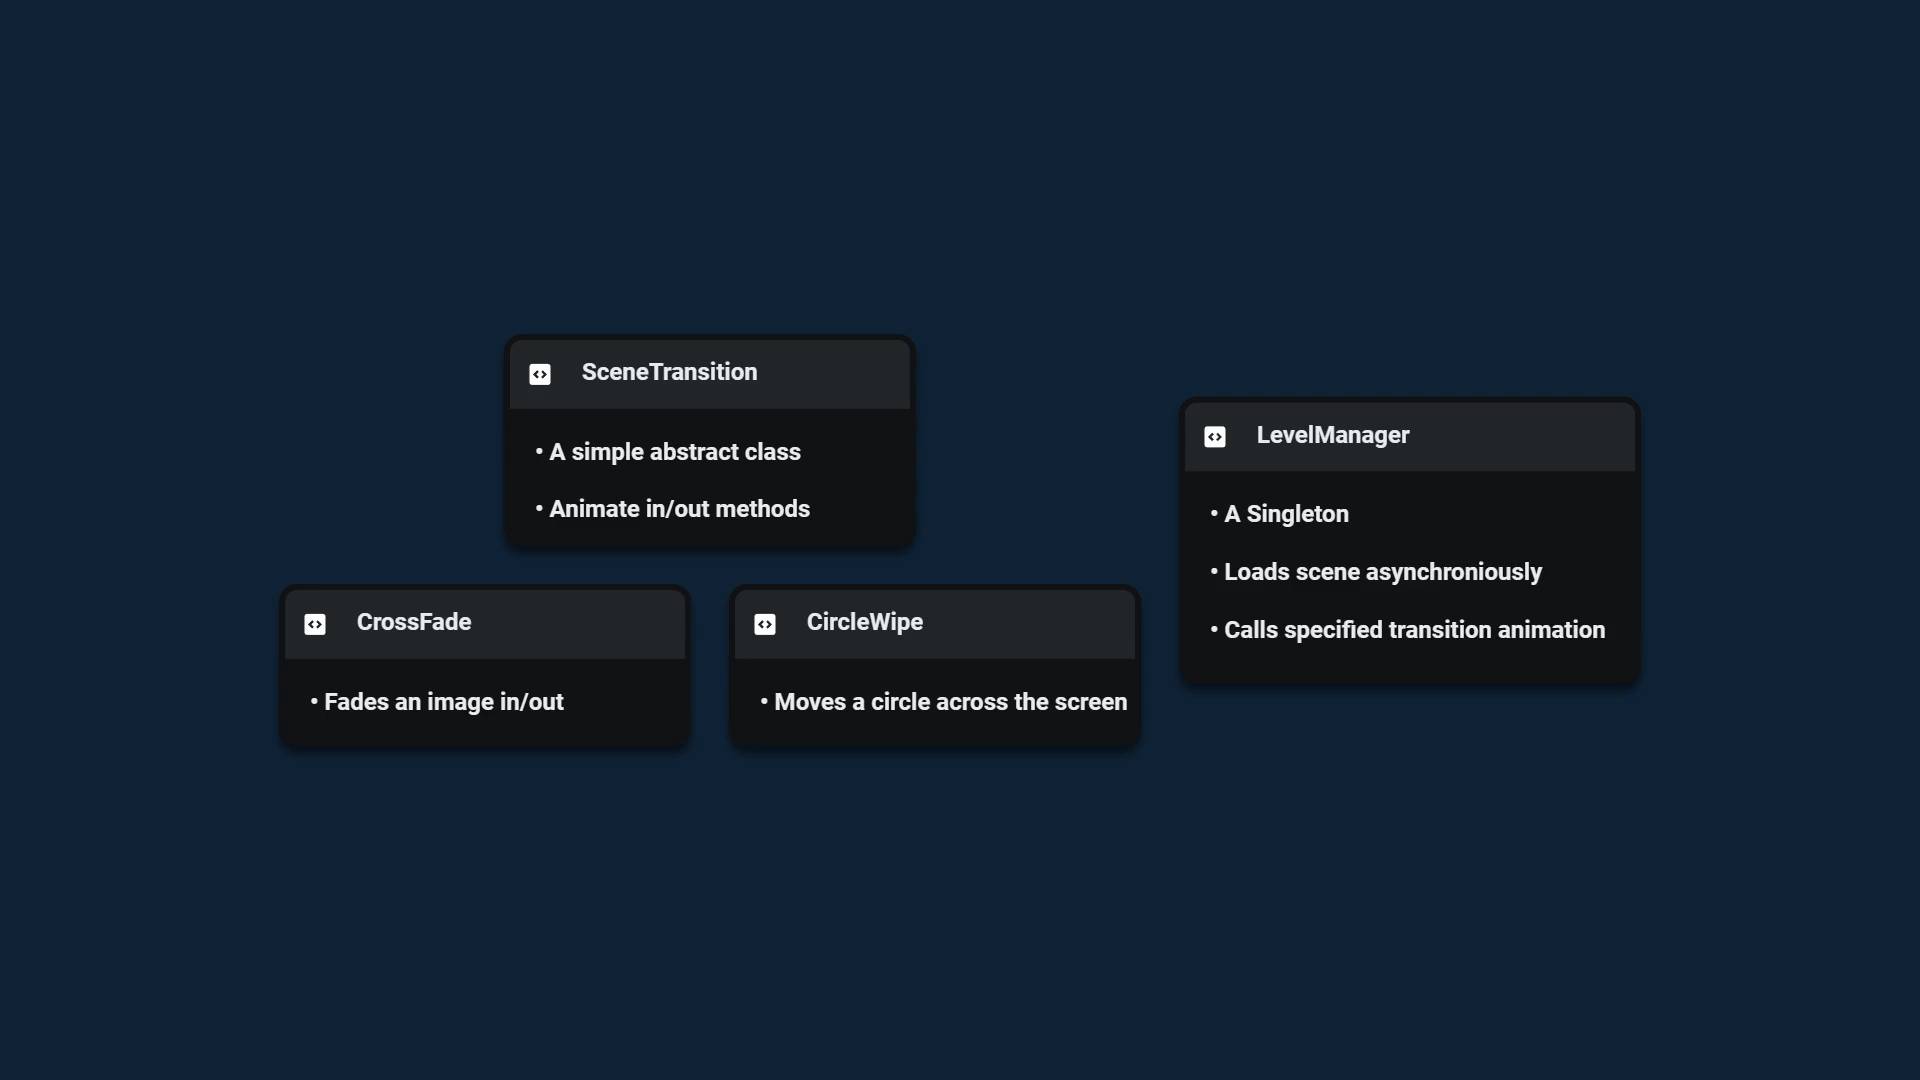 SceneTransition
• A simple abstract class
• Animate in/out methods
CrossFade
• Fades an image in/out
CircleWipe
• Moves a circle across the screen
LevelManager
• A Singleton
• Loads scene asynchroniously
• Calls specified transition animation